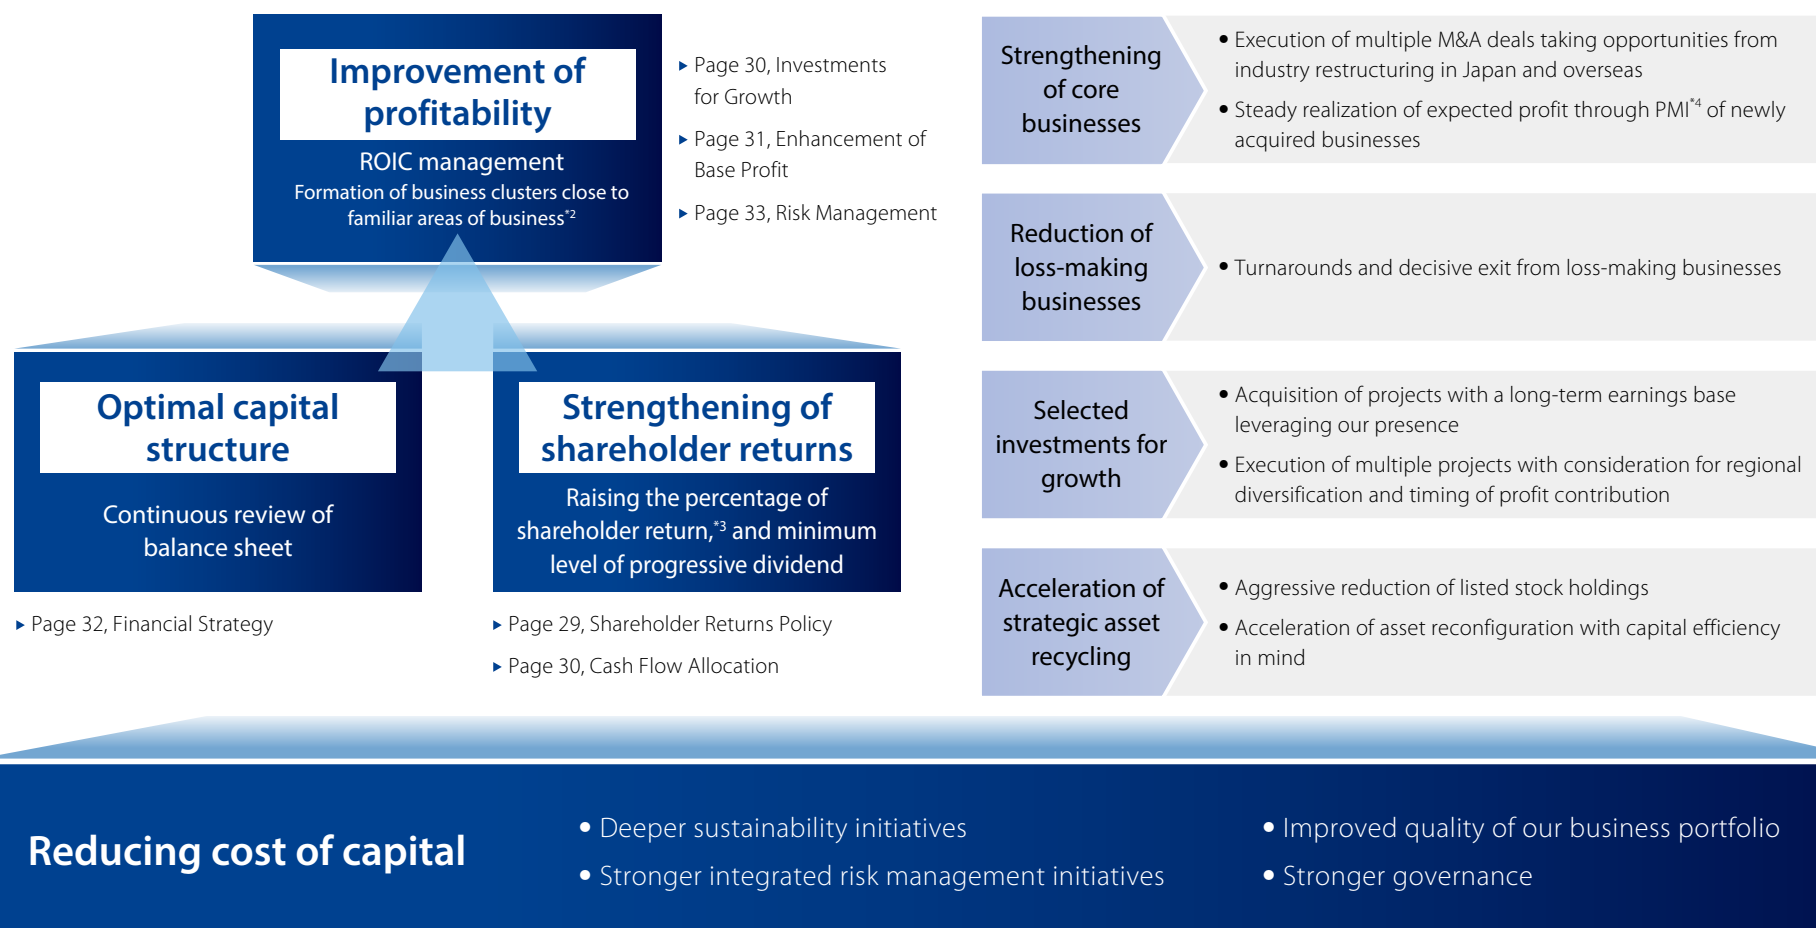 Improvement of
profitability
ROIC management
Formation of business clusters close to
familiar areas of business*2
▶ Page 30, Investments
for Growth
▶ Page 31, Enhancement of
Base Profit
▶ Page 33, Risk Management
Optimal capital
structure
Continuous review of
balance sheet
▶ Page 32, Financial Strategy
Strengthening of
shareholder returns
Raising the percentage of
shareholder return,*3 and minimum
level of progressive dividend
▶ Page 29, Shareholder Returns Policy
▶ Page 30, Cash Flow Allocation
Strengthening
of core
businesses
• Execution of multiple M&A deals taking opportunities from
industry restructuring in Japan and overseas
• Steady realization of expected profit through PMI*4 of newly
acquired businesses
Reduction of
loss-making
businesses
• Turnarounds and decisive exit from loss-making businesses
Selected
investments for
growth
• Acquisition of projects with a long-term earnings base
leveraging our presence
• Execution of multiple projects with consideration for regional
diversification and timing of profit contribution
Acceleration of
strategic asset
recycling
• Aggressive reduction of listed stock holdings
• Acceleration of asset reconfiguration with capital efficiency
in mind
Reducing cost of capital
• Deeper sustainability initiatives
• Stronger integrated risk management initiatives
• Improved quality of our business portfolio
• Stronger governance